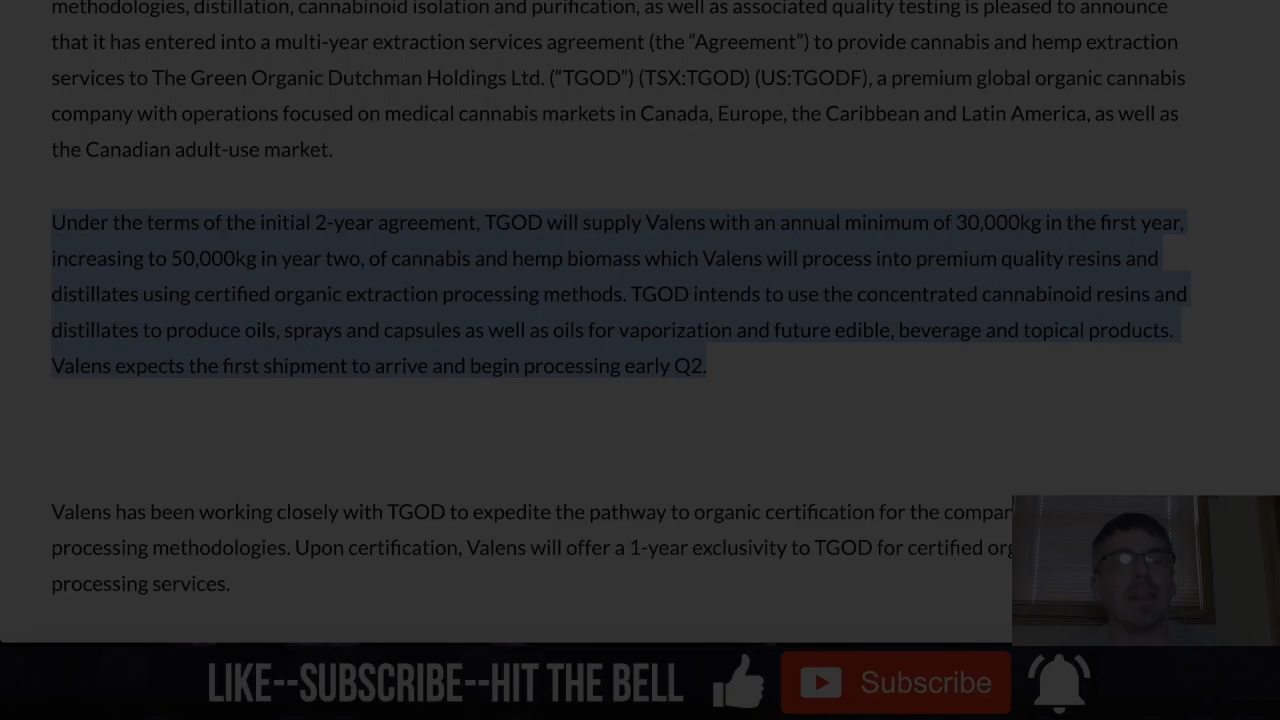 methodologies, distillation, cannabinoid isolation and purification, as well as associated quality testing is pleased to announce
that it has entered into a multi-year extraction services agreement (the “Agreement”) to provide cannabis and hemp extraction
services to The Green Organic Dutchman Holdings Ltd. (“TGOD”) (TSX:TGOD) (US:TGODF), a premium global organic cannabis
company with operations focused on medical cannabis markets in Canada, Europe, the Caribbean and Latin America, as well as
the Canadian adult-use market.
Under the terms of the initial 2-year agreement, TGOD will supply Valens with an annual minimum of 30,000kg in the first year,
increasing to 50,000kg in year two, of cannabis and hemp biomass which Valens will process into premium quality resins and
distillates using certified organic extraction processing methods. TGOD intends to use the concentrated cannabinoid resins and
distillates to produce oils, sprays and capsules as well as oils for vaporization and future edible, beverage and topical products.
Valens expects the first shipment to arrive and begin processing early Q2.
Valens has been working closely with TGOD to expedite the pathway to organic certification for the
processing methodologies. Upon certification, Valens will offer a 1-year exclusivity to TGOD for certified
processing services.
LIKE--SUBSCRIBE--HIT THE BELL
Subscribe